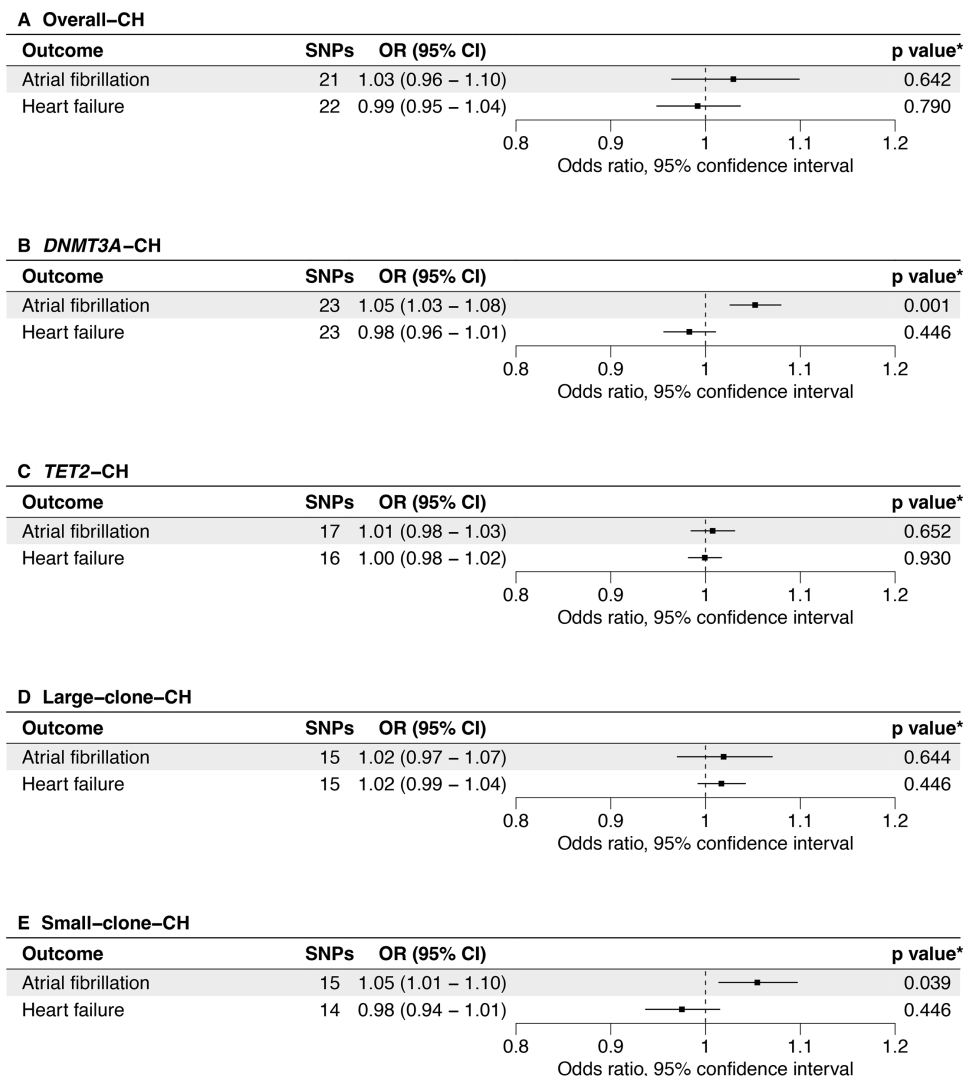 A Overall–CH
Outcome SNPs OR (95% CI) p value*
Atrial fibrillation 21 1.03 (0.96 – 1.10) 0.642
Heart failure 22 0.99 (0.95 – 1.04) 0.790
0.8 0.9 1 1.1 1.2
Odds ratio, 95% confidence interval
B DNMT3A–CH
Outcome SNPs OR (95% CI) p value*
Atrial fibrillation 23 1.05 (1.03 – 1.08) 0.001
Heart failure 23 0.98 (0.96 – 1.01) 0.446
0.8 0.9 1 1.1 1.2
Odds ratio, 95% confidence interval
C TET2–CH
Outcome SNPs OR (95% CI) p value*
Atrial fibrillation 17 1.01 (0.98 – 1.03) 0.652
Heart failure 16 1.00 (0.98 – 1.02) 0.930
0.8 0.9 1 1.1 1.2
Odds ratio, 95% confidence interval
D Large–clone–CH
Outcome SNPs OR (95% CI) p value*
Atrial fibrillation 15 1.02 (0.97 – 1.07) 0.644
Heart failure 15 1.02 (0.99 – 1.04) 0.446
0.8 0.9 1 1.1 1.2
Odds ratio, 95% confidence interval
E Small–clone–CH
Outcome SNPs OR (95% CI) p value*
Atrial fibrillation 15 1.05 (1.01 – 1.10) 0.039
Heart failure 14 0.98 (0.94 – 1.01) 0.446
0.8 0.9 1 1.1 1.2
Odds ratio, 95% confidence interval